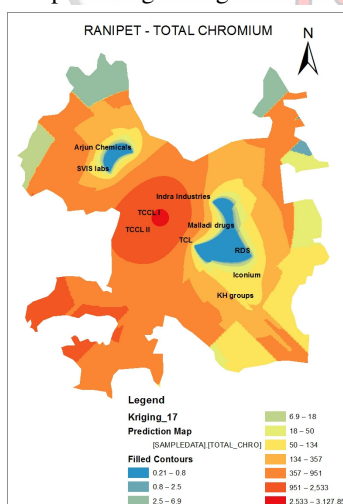 RANIPET - TOTAL CHROMIUM
N
Arjun Chemicals
SVIS labs
Indra Industries
TCCL I
Malladi drugs
TCCL II
TCL
RDS
Iconium
KH groups
Legend
Kriging_17
Prediction Map
[SAMPLEDATA].[TOTAL_CHRO]
Filled Contours
0.21 – 0.8
0.8 – 2.5
2.5 – 6.9
6.9 – 18
18 – 50
50 – 134
134 – 357
357 – 951
951 – 2,533
2,533 – 3,127.85